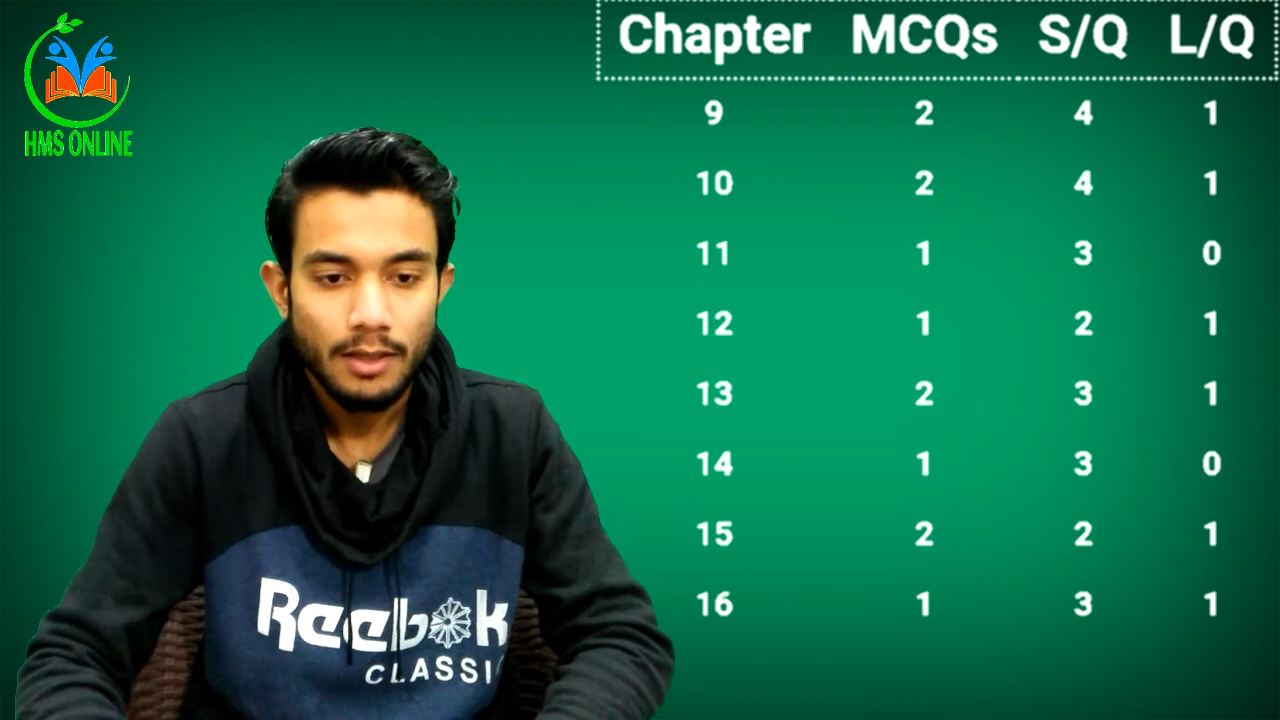 HMS ONLINE
Chapter MCQs S/Q L/Q
9 2 4 1
10 2 4 1
11 1 3 0
12 1 2 1
13 2 3 1
14 1 3 0
15 2 2 1
16 1 3 1
Reebok
CLASSI